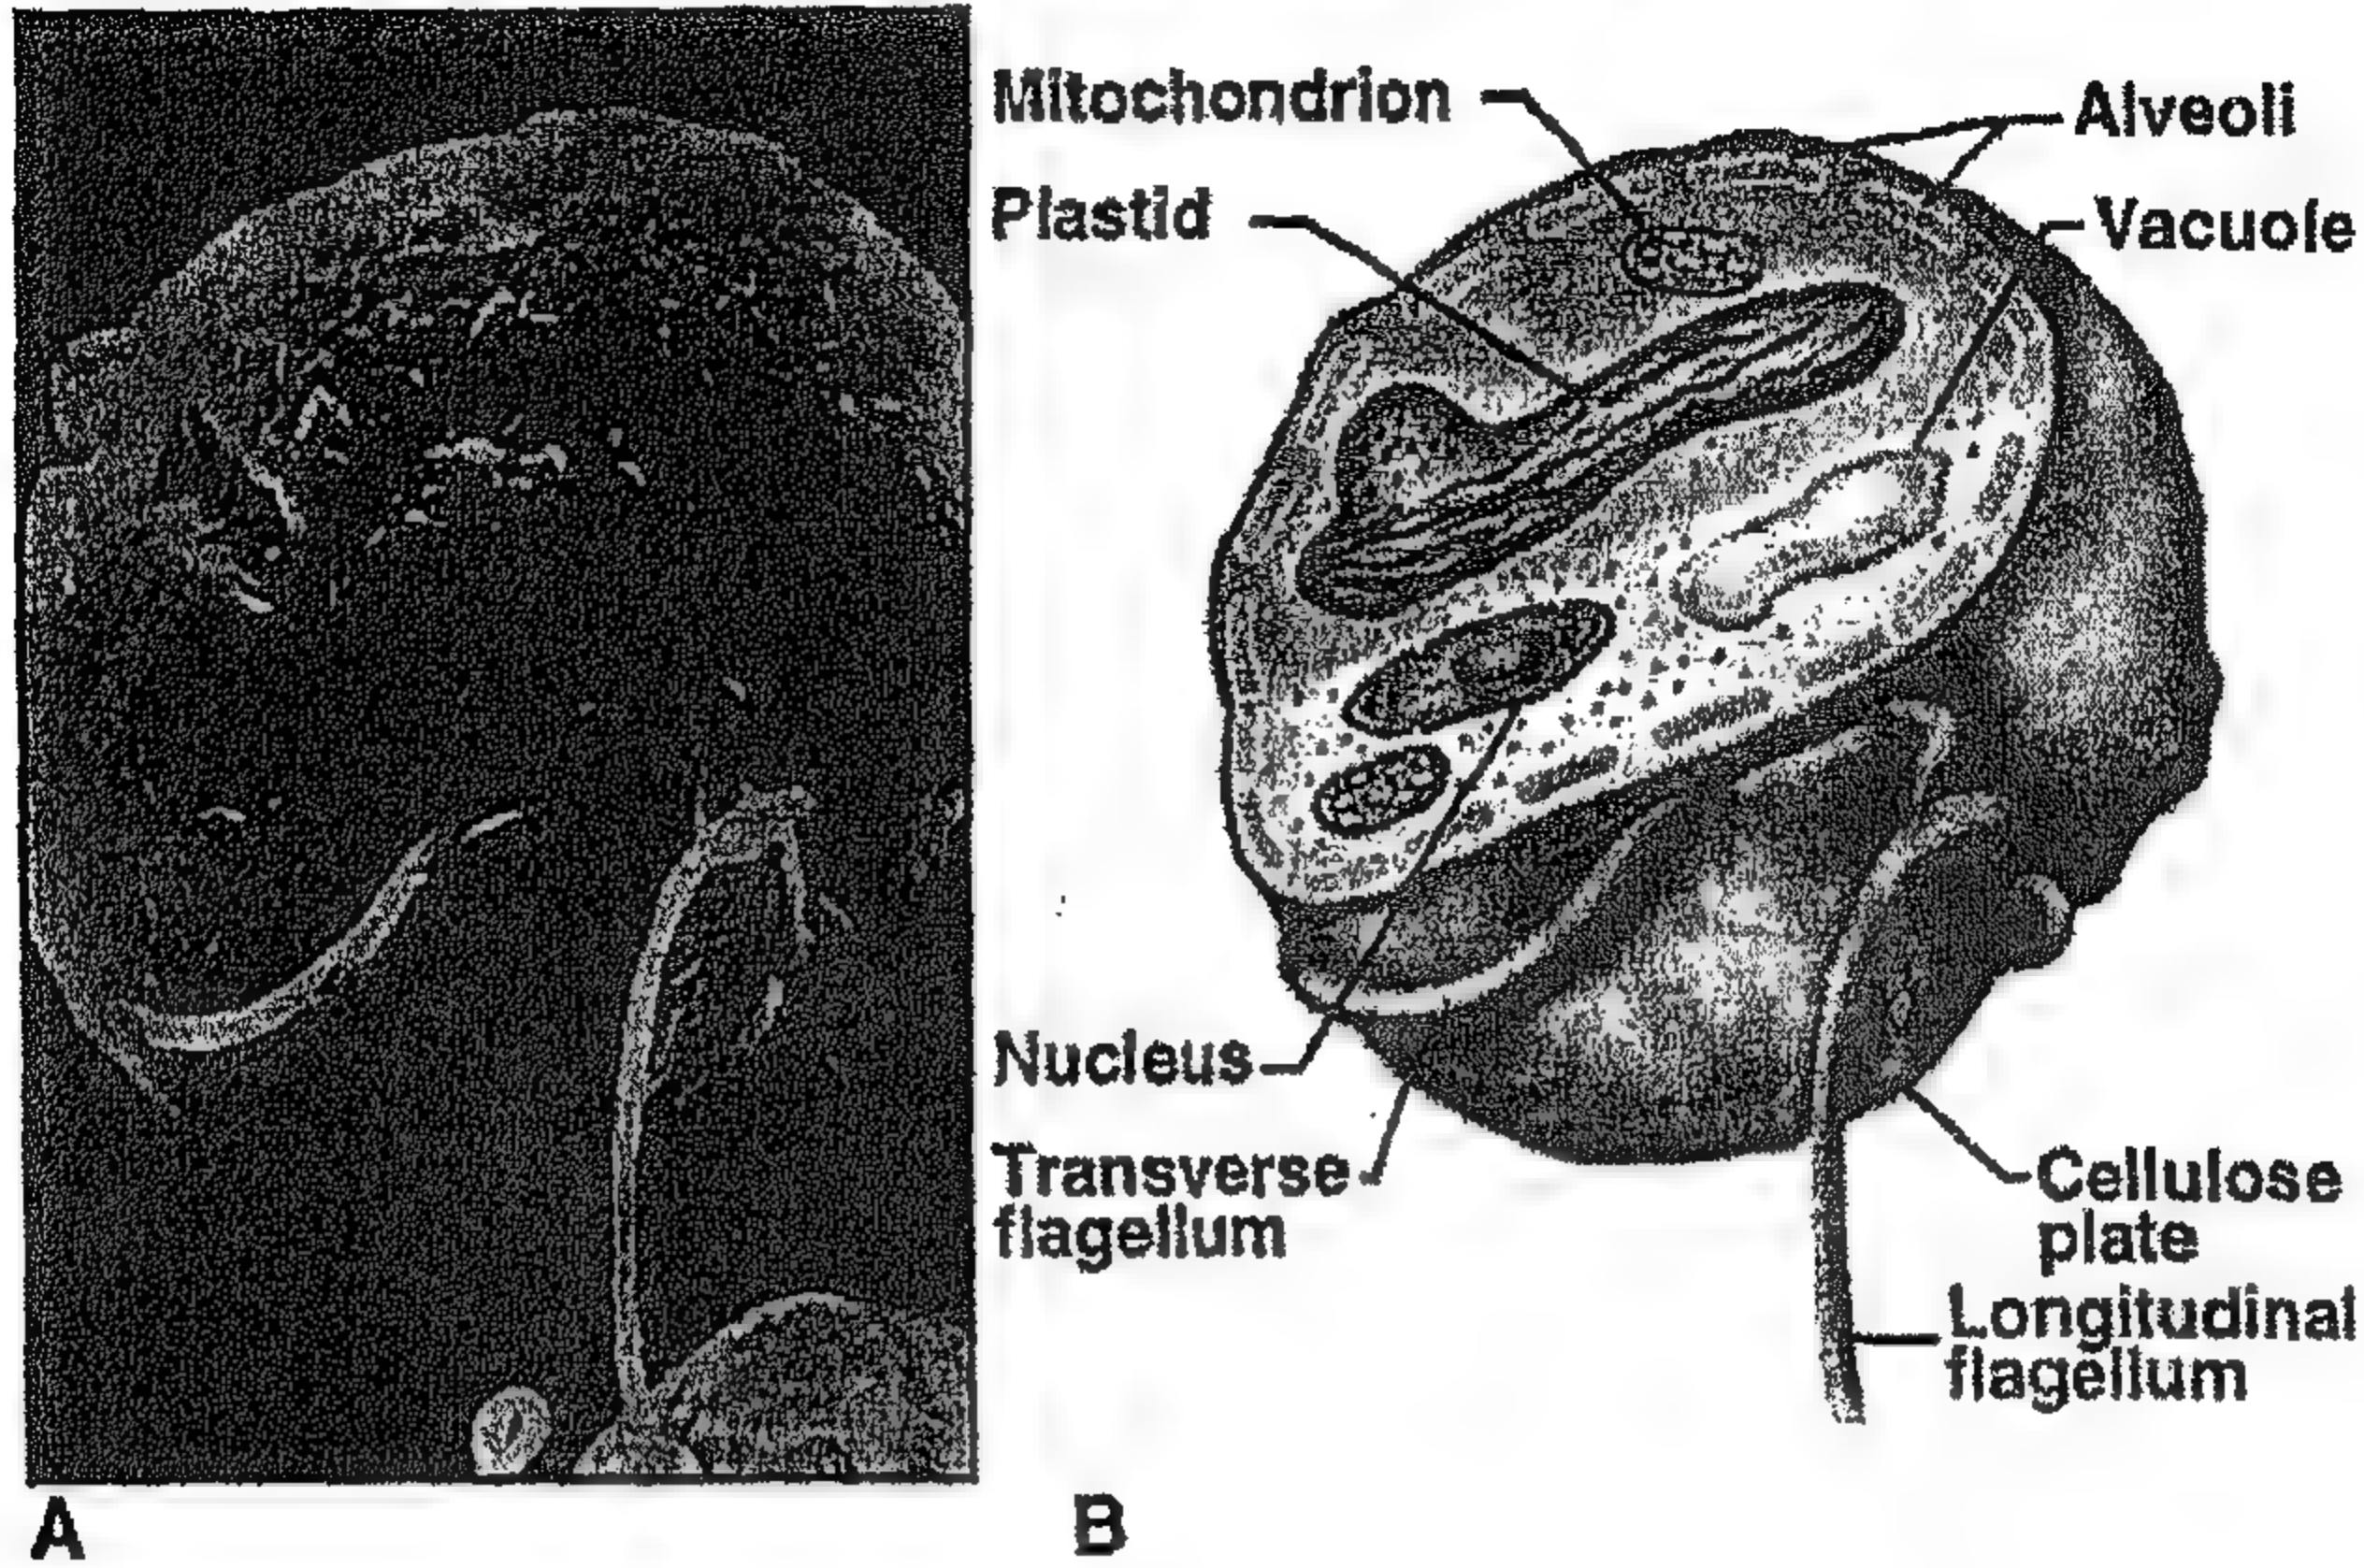 Mitochondrion
Alveoli
Plastid
Vacuole
Nucleus
Transverse
flagellum
Cellulose
plate
Longitudinal
flagellum
A
B